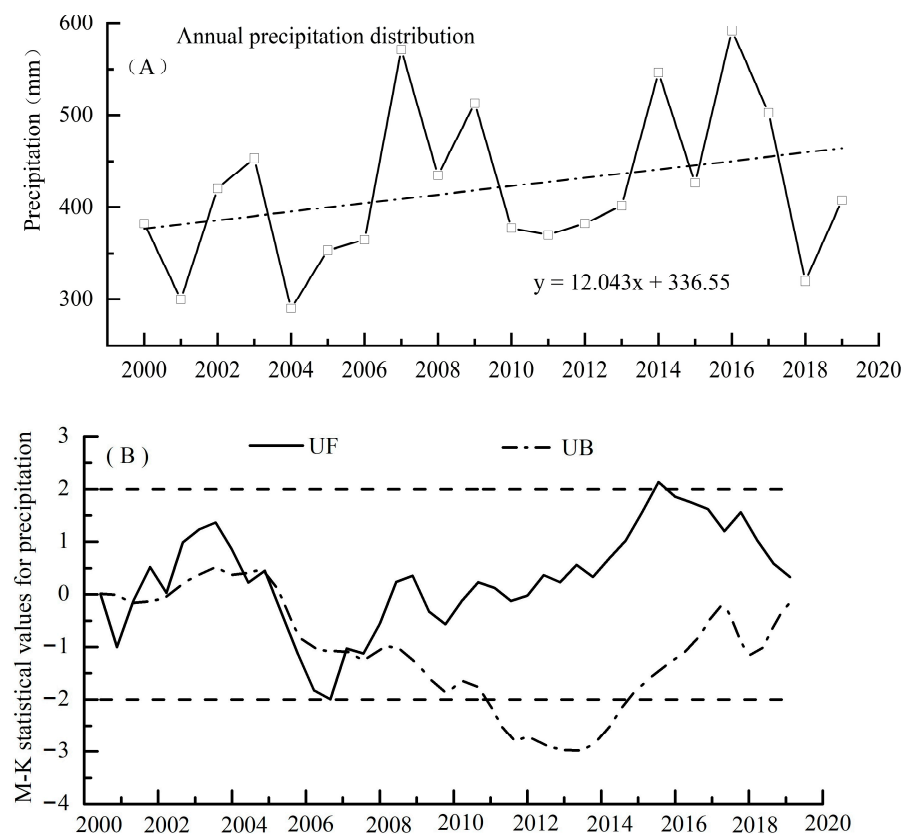 Annual precipitation distribution
(A)
Precipitation (mm)
600
500
400
300
y = 12.043x + 336.55
2000 2002 2004 2006 2008 2010 2012 2014 2016 2018 2020
(B)
UF
UB
M-K statistical values for precipitation
3
2
1
0
−1
−2
−3
−4
2000 2002 2004 2006 2008 2010 2012 2014 2016 2018 2020